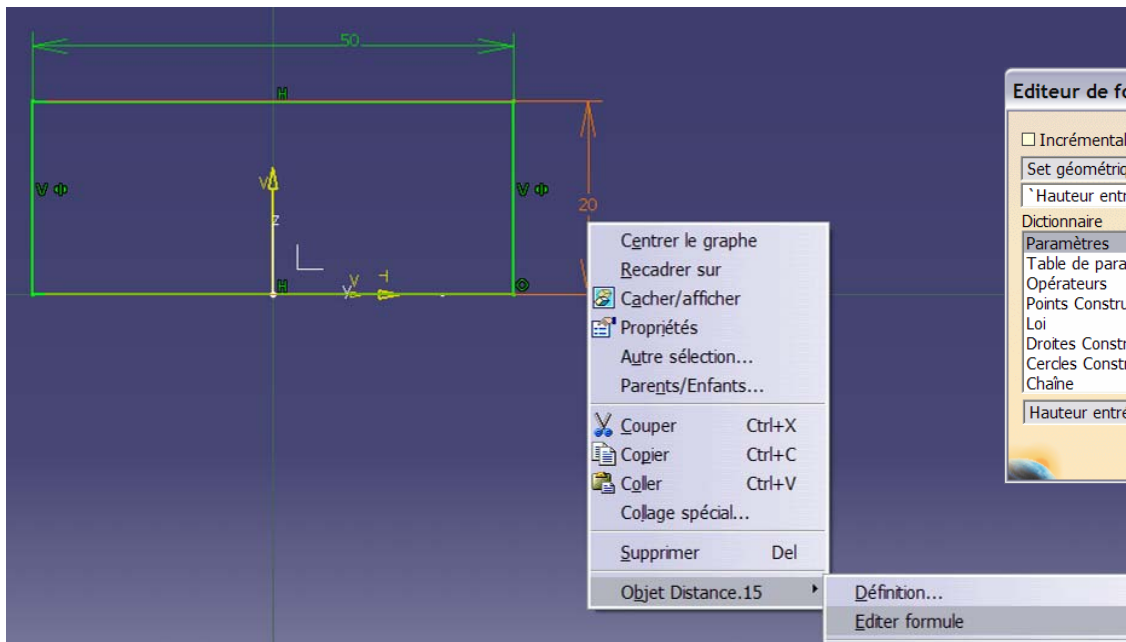 50
H
V
V
V
20
z
H
y
V
H
Centrer le graphe
Recadrer sur
Cacher/afficher
Propriétés
Autre sélection...
Parents/Enfants...
Couper Ctrl+X
Copier Ctrl+C
Coller Ctrl+V
Collage spécial...
Supprimer Del
Objet Distance.15
Définition...
Editer formule
Editeur de fo
Incrémental
Set géométriq
`Hauteur entr
Dictionnaire
Paramètres
Table de para
Opérateurs
Points Constru
Loi
Droites Constr
Cercles Constr
Chaîne
Hauteur entré